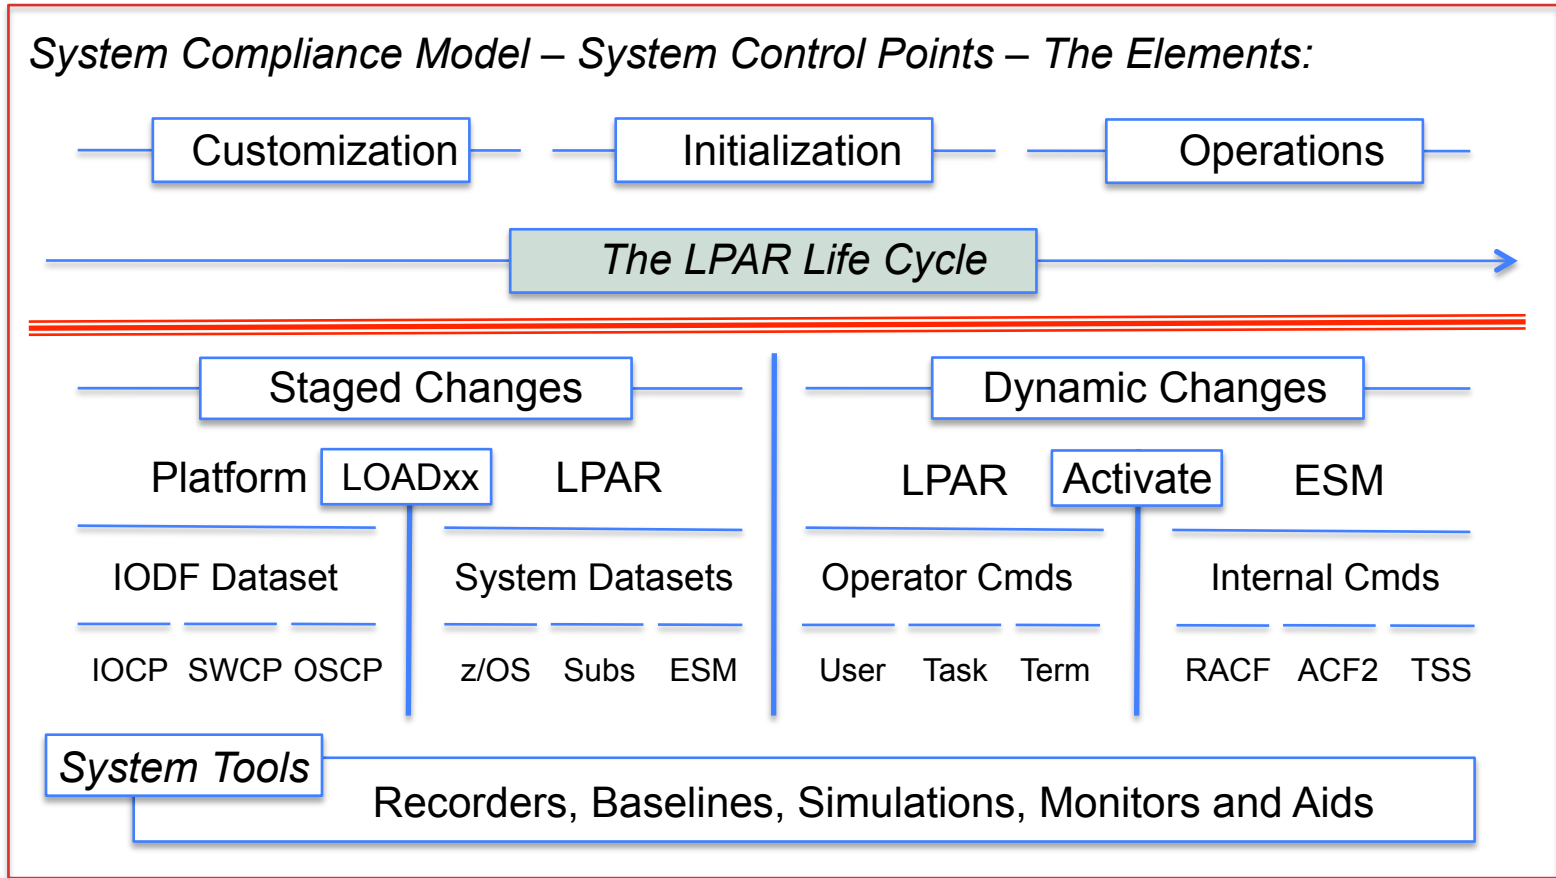 System Compliance Model – System Control Points – The Elements:
Customization
Initialization
Operations
The LPAR Life Cycle
Staged Changes
Dynamic Changes
Platform
LOADxx
LPAR
LPAR
Activate
ESM
IODF Dataset
System Datasets
Operator Cmds
Internal Cmds
IOCP SWCP OSCP
z/OS Subs ESM
User Task Term
RACF ACF2 TSS
System Tools
Recorders, Baselines, Simulations, Monitors and Aids